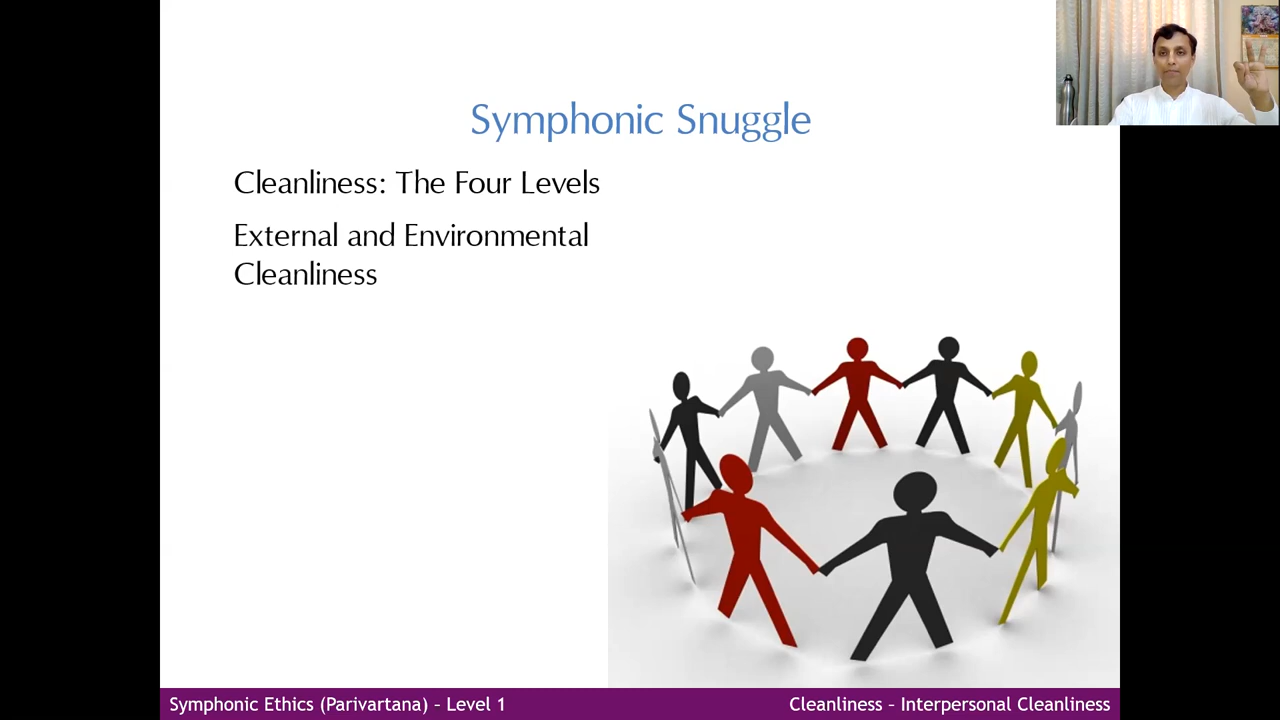 Symphonic Snuggle
Cleanliness: The Four Levels
External and Environmental
Cleanliness
Symphonic Ethics (Parivartana) – Level 1
Cleanliness – Interpersonal Cleanliness